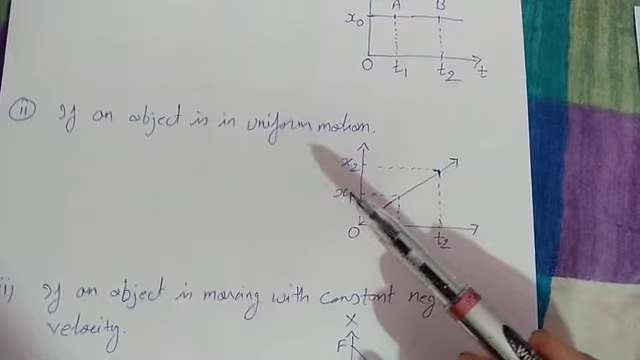 A B
x₀
O t₁ t₂ t
(ii) If an object is in uniform motion.
x₂
x₁
O t₂
If an object is moving with constant neg
velocity.
X
F